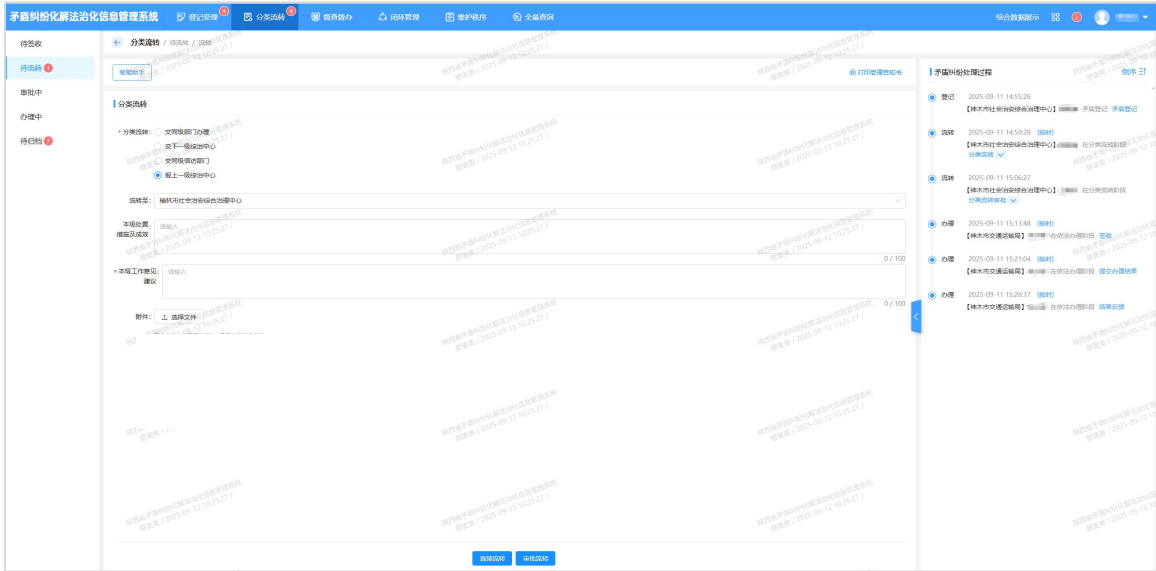 矛盾纠纷化解法治化信息管理系统 登记受理 4 分类流转 6 督查督办 闭环管理 维护秩序 全量查询 综合数据展示
待签收
待流转 1
审批中
办理中
待归档
分类流转 / 待流转 / 流转
智能助手
打印受理告知书
分类流转
* 分类流转: 交同级部门办理
交下一级综治中心
交同级信访部门
报上一级综治中心
流转至: 榆林市社会治安综合治理中心
本级处置、 请输入
措施及成效
0 / 100
* 本级工作意见: 请输入
建议
0 / 100
附件: 选择文件
直接流转 审批流转
矛盾纠纷处理过程 倒序
登记 2025-09-11 14:55:26
【神木市社会治安综合治理中心】 矛盾登记 矛盾登记
流转 2025-09-11 14:59:28 (按时)
【神木市社会治安综合治理中心】 在分类流转阶段
分类流转
流转 2025-09-11 15:06:27
【神木市社会治安综合治理中心】 在分类流转阶段
分类流转审批
办理 2025-09-11 15:13:48 (按时)
【神木市交通运输局】 在依法办理阶段 签收
办理 2025-09-11 15:21:04 (按时)
【神木市交通运输局】 在依法办理阶段 提交办理结果
办理 2025-09-11 15:26:17 (按时)
【神木市交通运输局】 在依法办理阶段 结果反馈